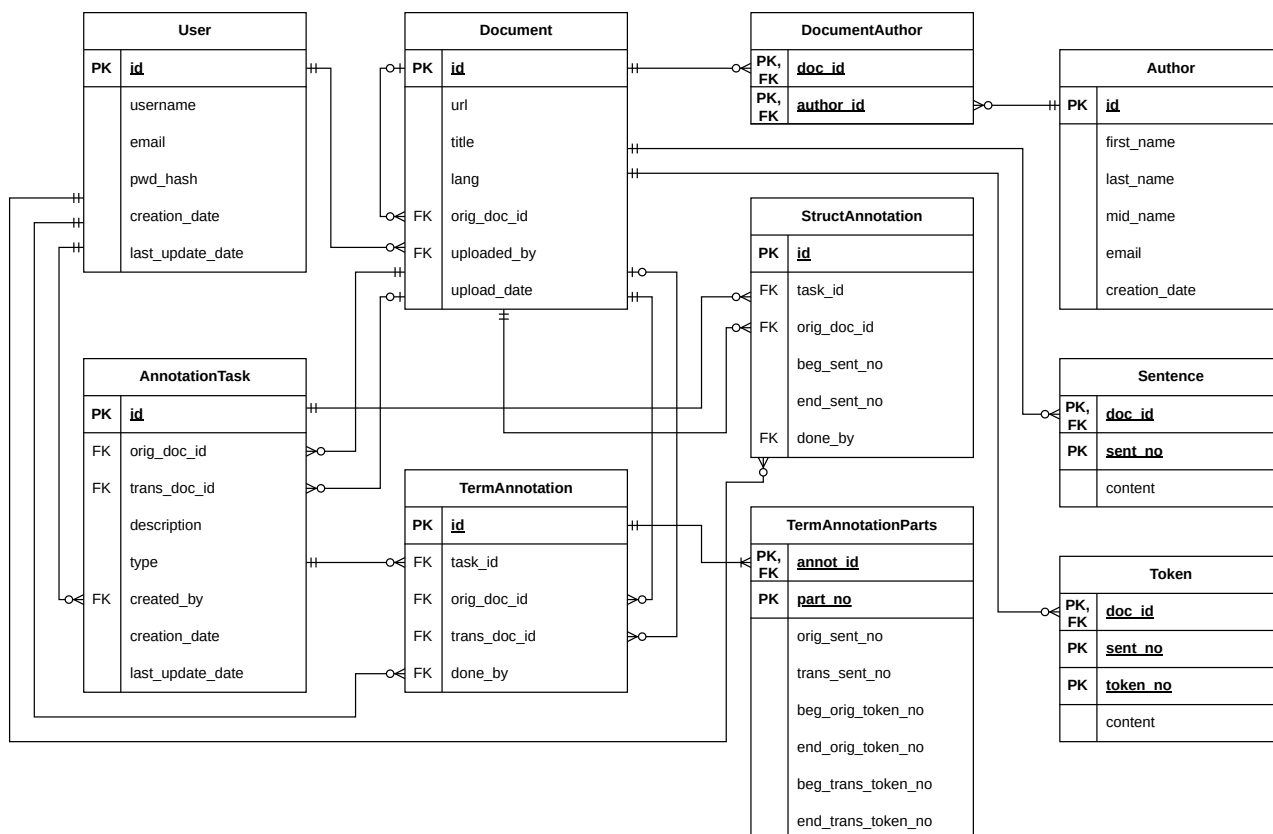 User
PK id
username
email
pwd_hash
creation_date
last_update_date
Document
PK id
url
title
lang
FK orig_doc_id
FK uploaded_by
upload_date
DocumentAuthor
PK, FK doc_id
PK, FK author_id
Author
PK id
first_name
last_name
mid_name
email
creation_date
StructAnnotation
PK id
FK task_id
FK orig_doc_id
beg_sent_no
end_sent_no
FK done_by
AnnotationTask
PK id
FK orig_doc_id
FK trans_doc_id
description
type
FK created_by
creation_date
last_update_date
TermAnnotation
PK id
FK task_id
FK orig_doc_id
FK trans_doc_id
FK done_by
TermAnnotationParts
PK, FK annot_id
PK part_no
orig_sent_no
trans_sent_no
beg_orig_token_no
end_orig_token_no
beg_trans_token_no
end_trans_token_no
Sentence
PK, FK doc_id
PK sent_no
content
Token
PK, FK doc_id
PK sent_no
PK token_no
content